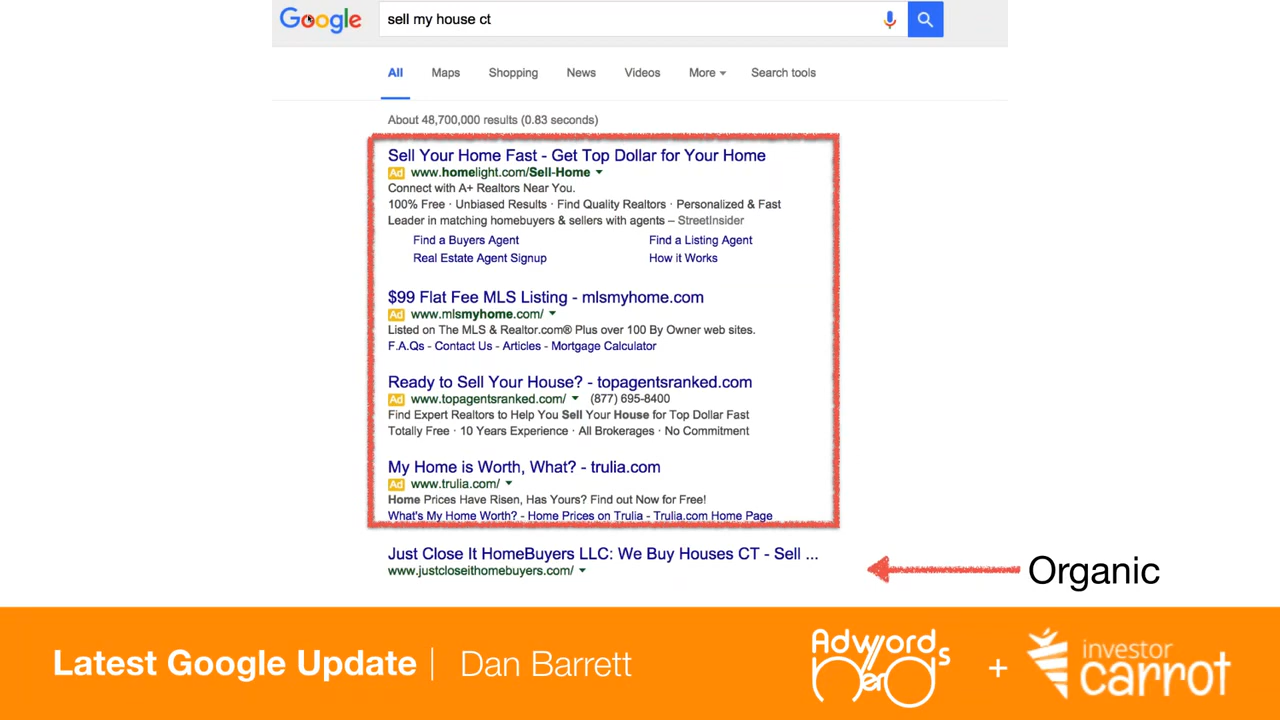 Google
sell my house ct
All Maps Shopping News Videos More Search tools
About 48,700,000 results (0.83 seconds)
Sell Your Home Fast - Get Top Dollar for Your Home
Ad www.homelight.com/Sell-Home
Connect with A+ Realtors Near You.
100% Free · Unbiased Results · Find Quality Realtors · Personalized & Fast
Leader in matching homebuyers & sellers with agents – StreetInsider
Find a Buyers Agent Find a Listing Agent
Real Estate Agent Signup How it Works
$99 Flat Fee MLS Listing - mlsmyhome.com
Ad www.mlsmyhome.com/
Listed on The MLS & Realtor.com® Plus over 100 By Owner web sites.
F.A.Qs - Contact Us - Articles - Mortgage Calculator
Ready to Sell Your House? - topagentsranked.com
Ad www.topagentsranked.com/ (877) 695-8400
Find Expert Realtors to Help You Sell Your House for Top Dollar Fast
Totally Free · 10 Years Experience · All Brokerages · No Commitment
My Home is Worth, What? - trulia.com
Ad www.trulia.com/
Home Prices Have Risen, Has Yours? Find out Now for Free!
What's My Home Worth? - Home Prices on Trulia - Trulia.com Home Page
Just Close It HomeBuyers LLC: We Buy Houses CT - Sell ...
www.justcloseithomebuyers.com/
Organic
Latest Google Update | Dan Barrett
Adwords Nerds + investor carrot